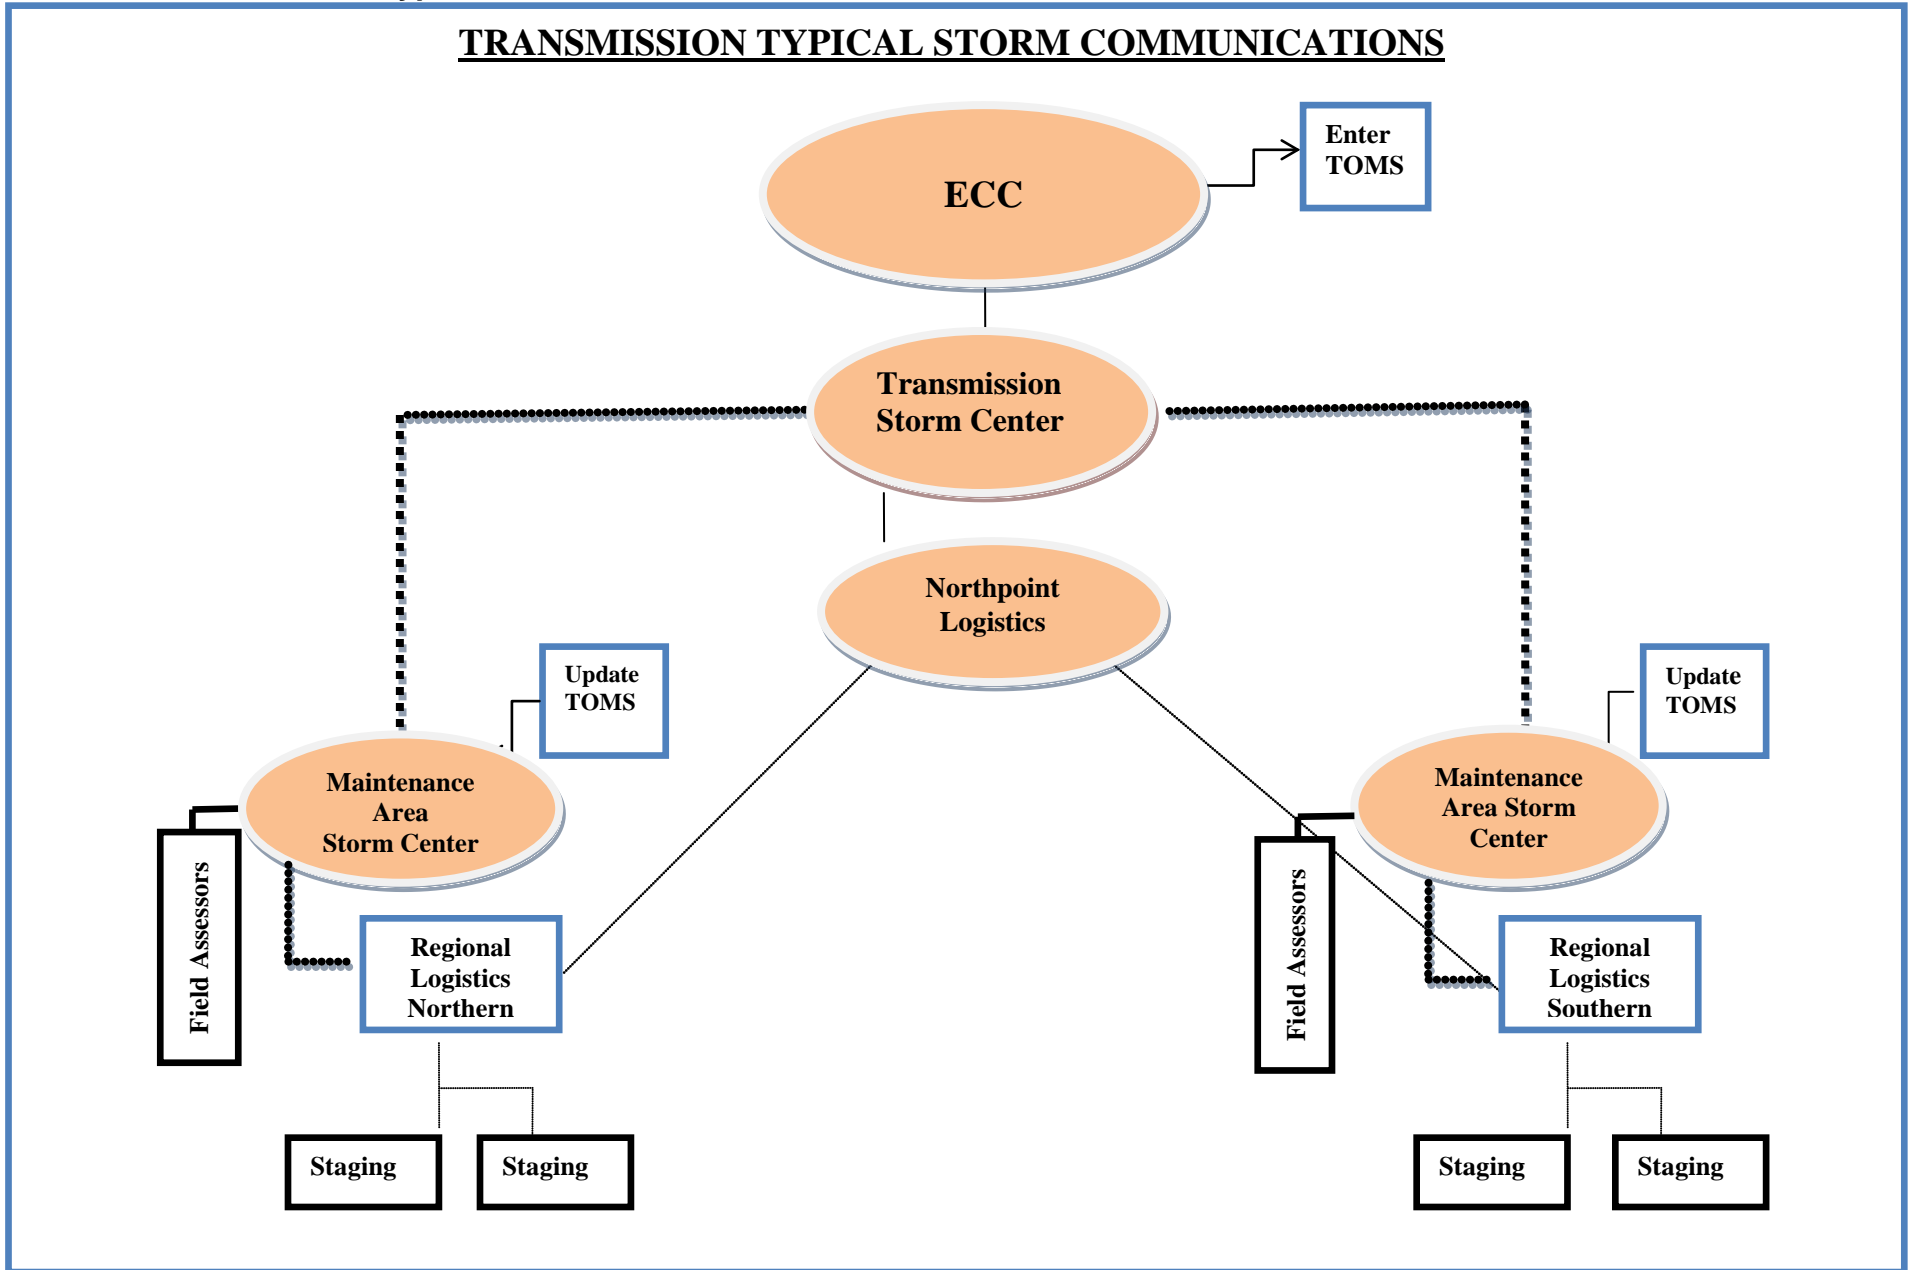 TRANSMISSION TYPICAL STORM COMMUNICATIONS
ECC
Enter
TOMS
Transmission
Storm Center
Northpoint
Logistics
Update
TOMS
Update
TOMS
Maintenance
Area
Storm Center
Maintenance
Area Storm
Center
Field Assessors
Regional
Logistics
Northern
Field Assessors
Regional
Logistics
Southern
Staging
Staging
Staging
Staging